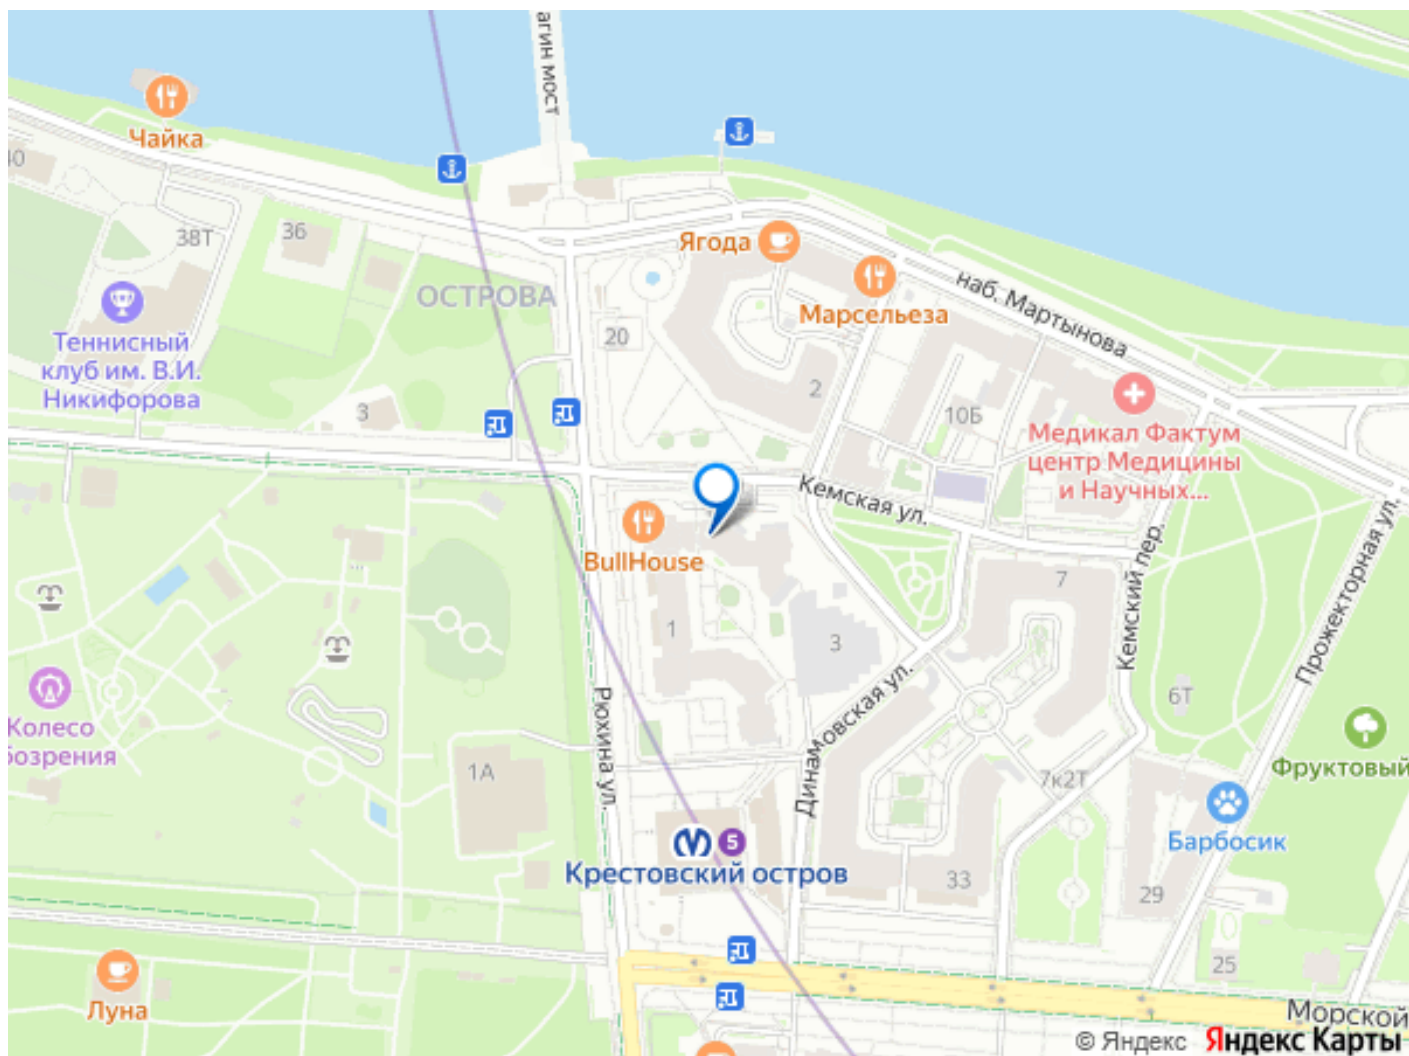 агин мост
Чайка
40
38Т
36
Ягода
наб. Мартынова
ОСТРОВА
Марсельеза
20
Теннисный
клуб им. В.И.
Никифорова
2
3
10Б
Медикал Фактум
центр Медицины
и Научных...
Кемская ул.
BullHouse
7
Кемский пер.
Прожекторная ул.
1
3
6Т
Колесо
бозрения
Рюхина ул.
Динамовская ул.
1А
7к2Т
Фруктовый
5
Крестовский остров
Барбосик
33
29
25
Луна
Морской
© Яндекс Яндекс Карты